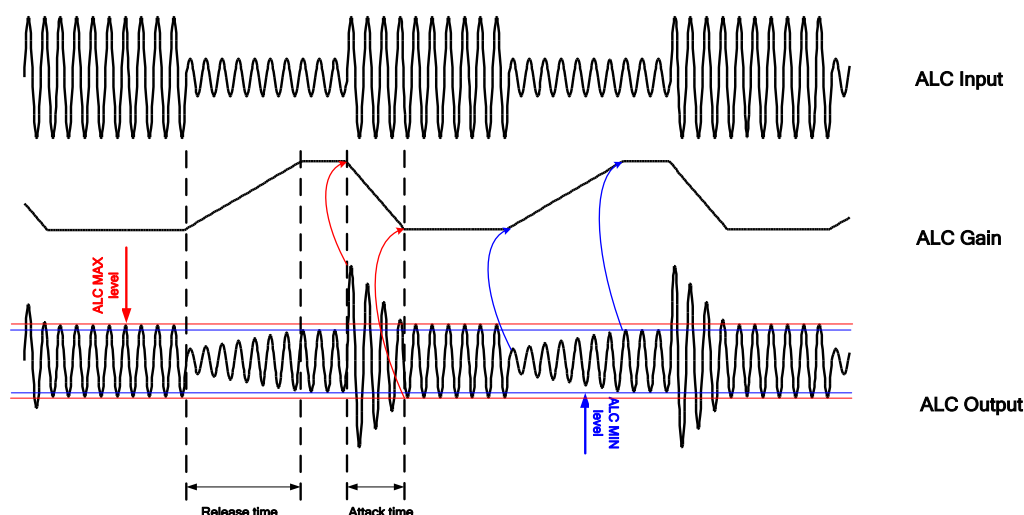 ALC Input
ALC Gain
ALC MAX
level
ALC Output
ALC MIN
level
Release time
Attack time